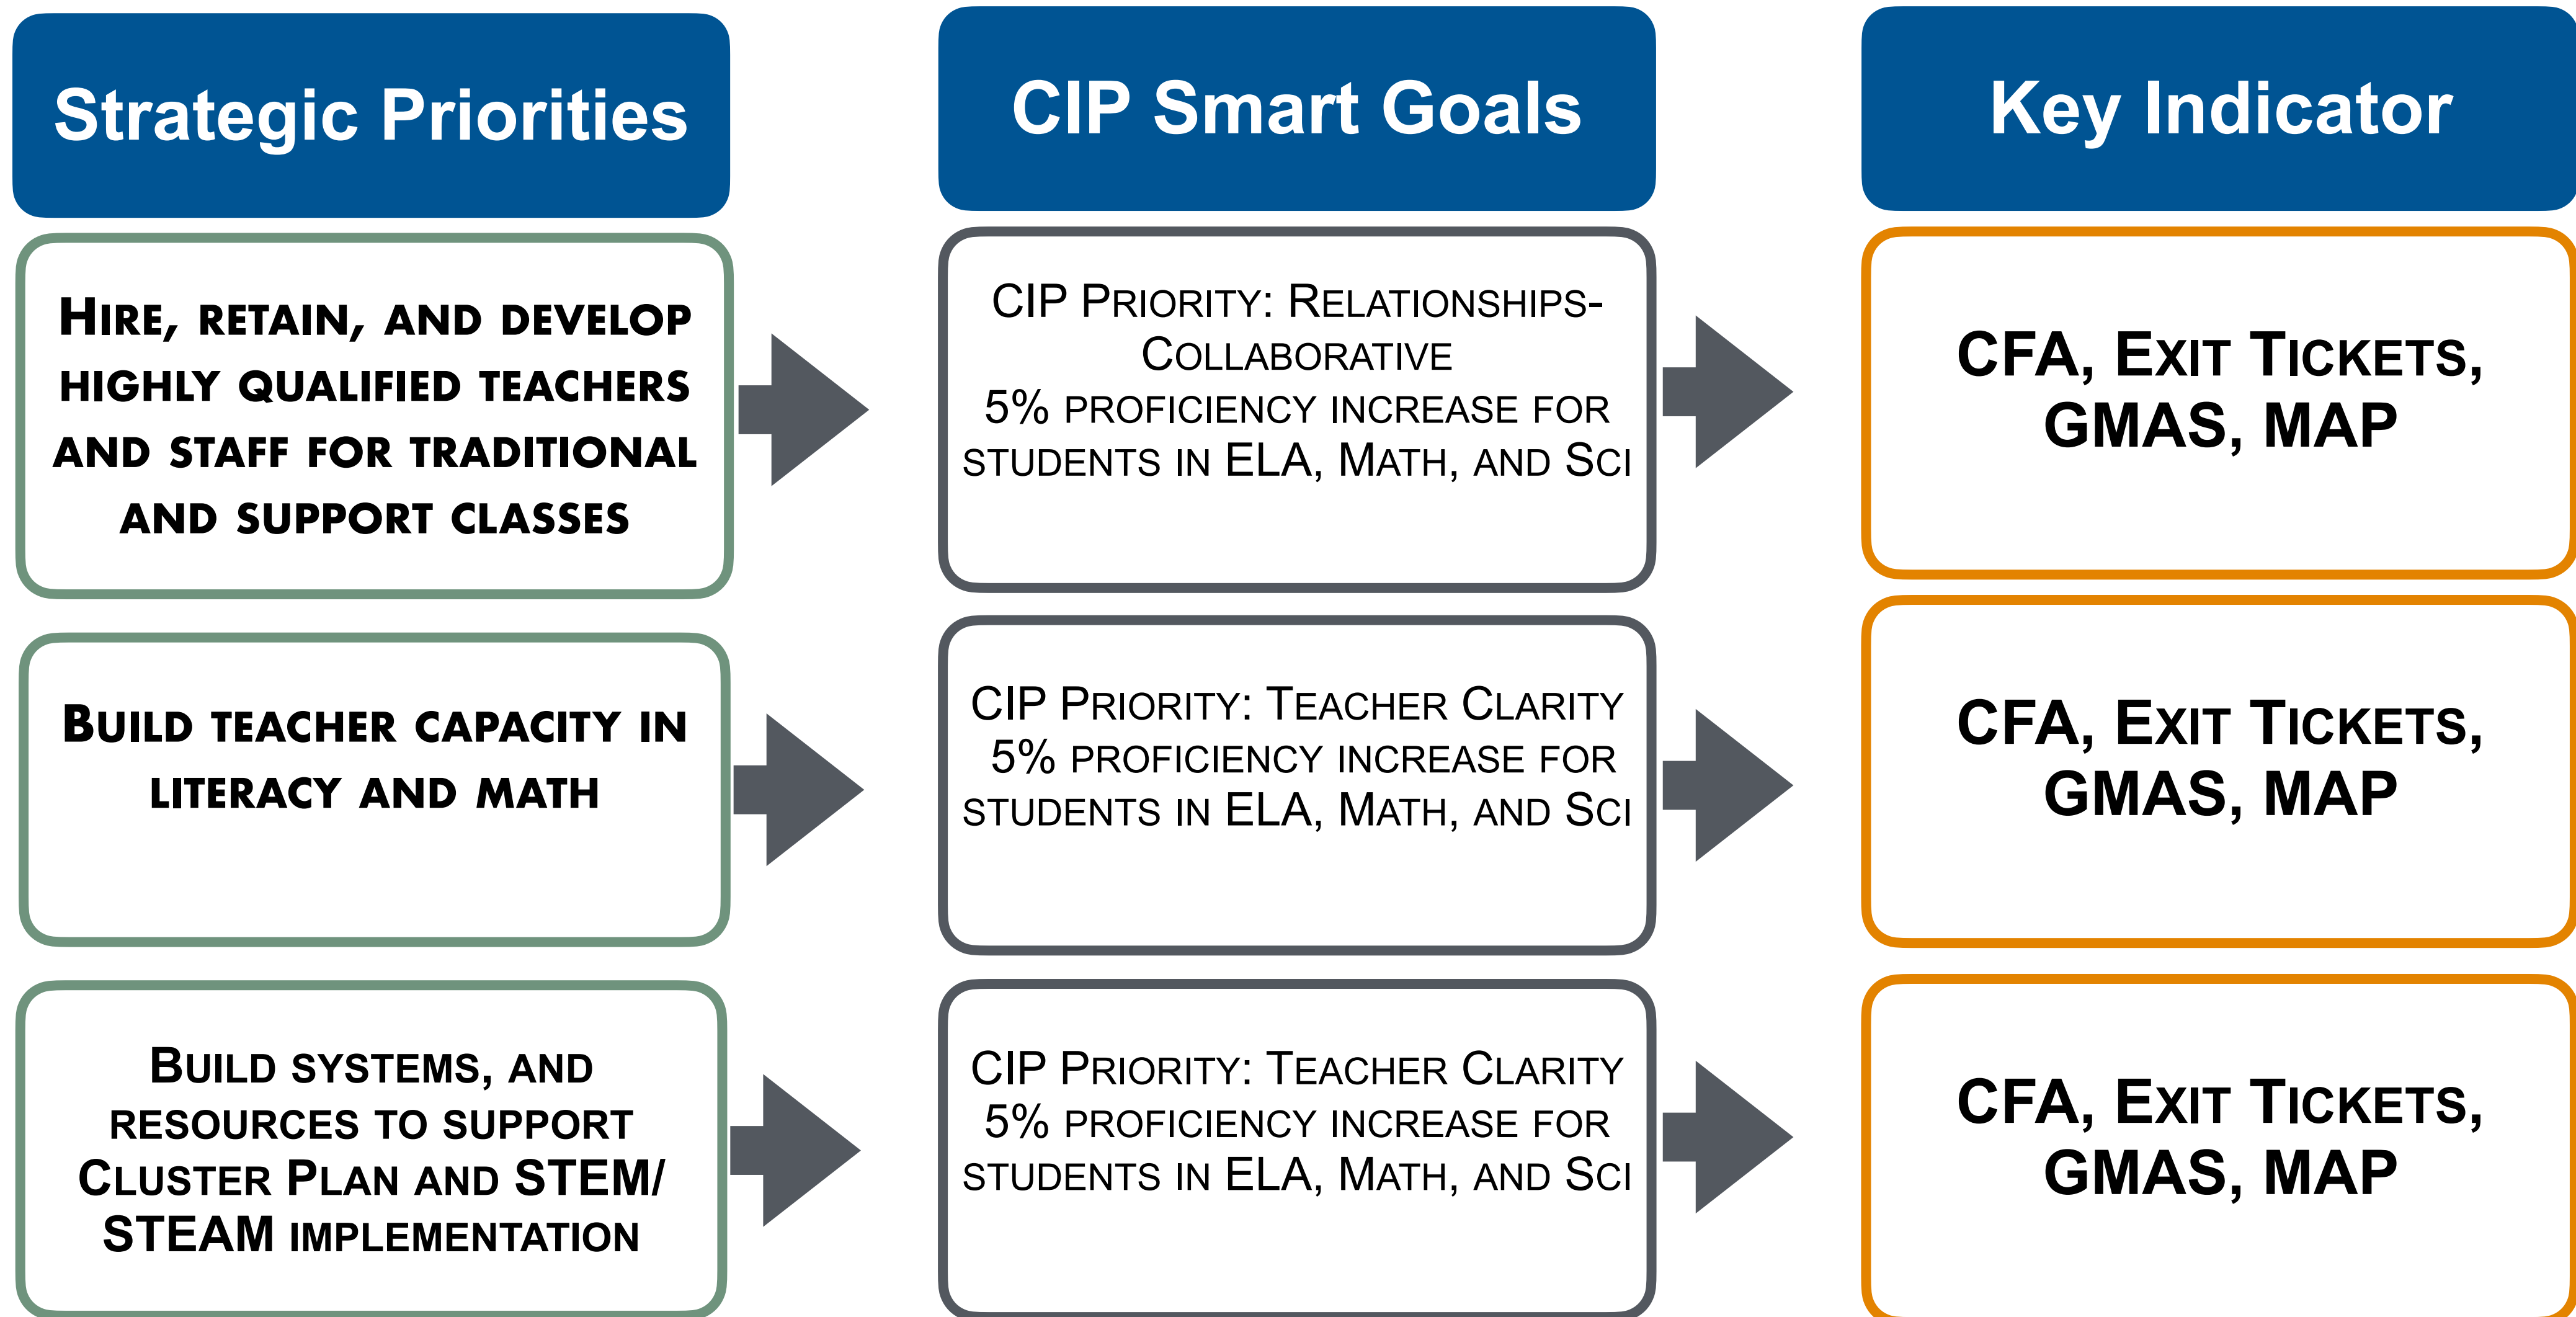 Strategic Priorities
CIP Smart Goals
Key Indicator
Hire, retain, and develop
highly qualified teachers
and staff for traditional
and support classes
CIP Priority: Relationships-
Collaborative
5% proficiency increase for
students in ELA, Math, and Sci
CFA, Exit Tickets,
GMAS, MAP
Build teacher capacity in
literacy and math
CIP Priority: Teacher Clarity
5% proficiency increase for
students in ELA, Math, and Sci
CFA, Exit Tickets,
GMAS, MAP
Build systems, and
resources to support
Cluster Plan and STEM/
STEAM implementation
CIP Priority: Teacher Clarity
5% proficiency increase for
students in ELA, Math, and Sci
CFA, Exit Tickets,
GMAS, MAP